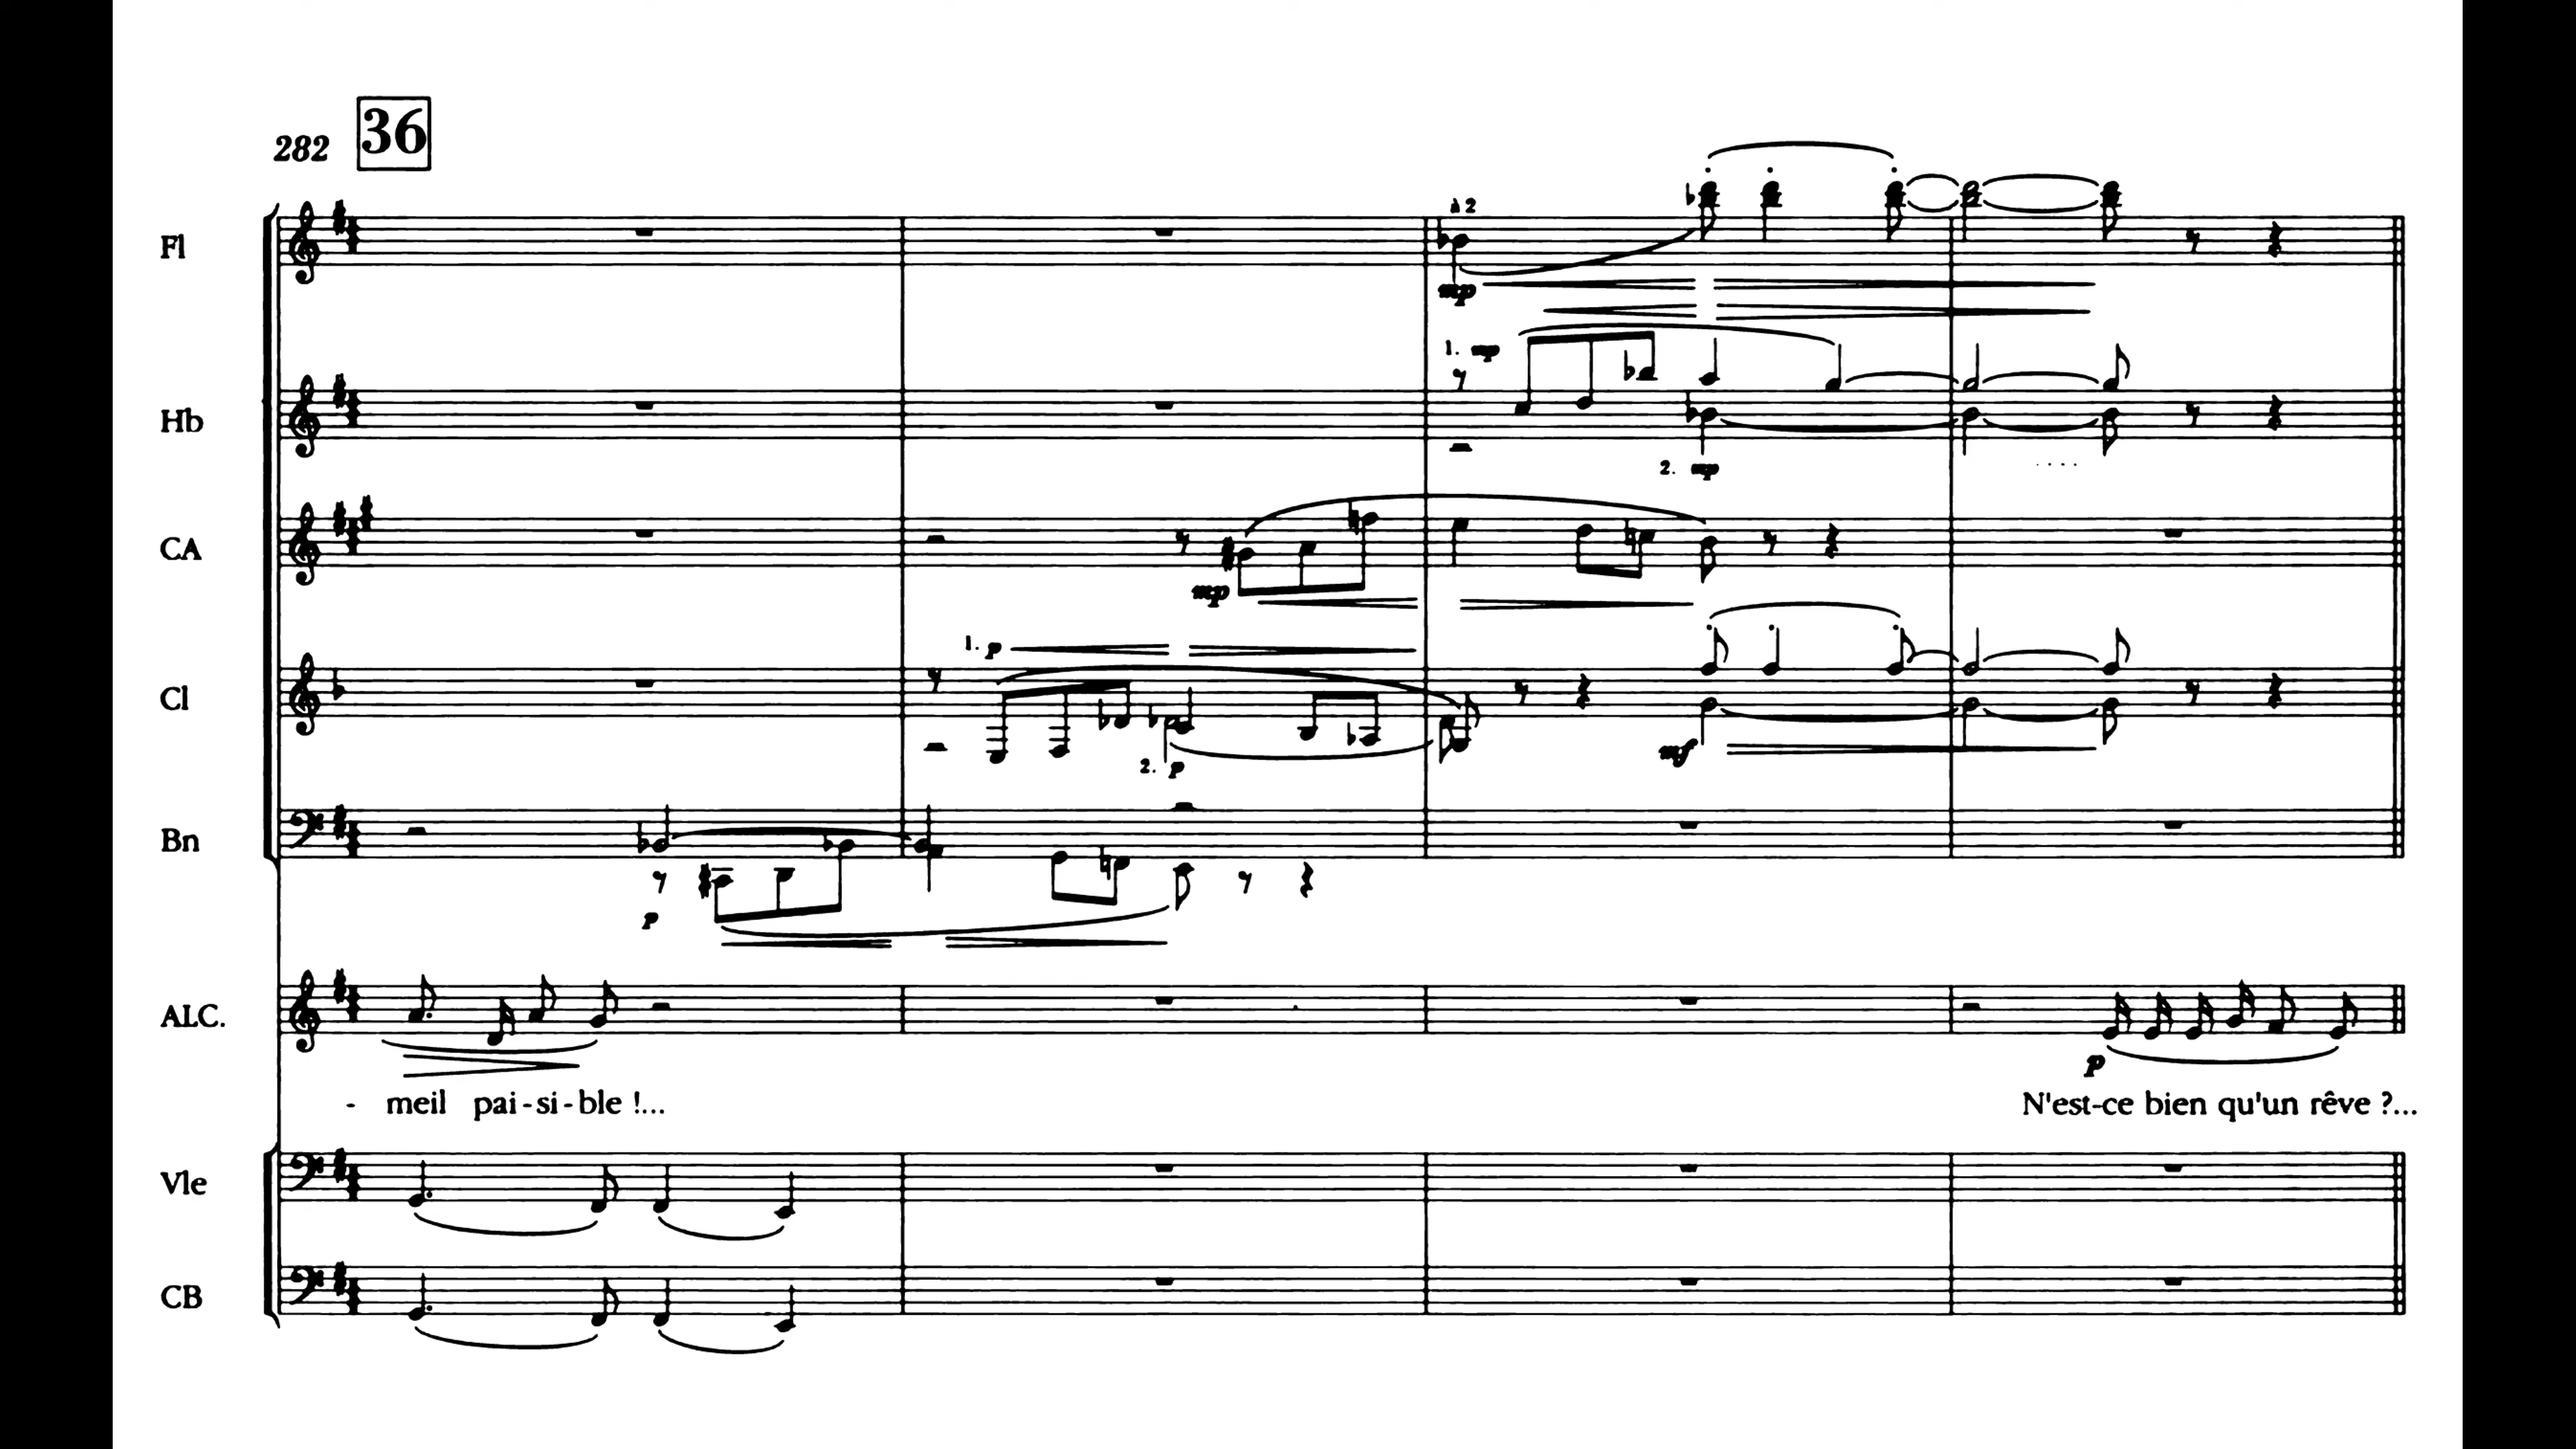 282 36
Fl
à 2
mp
Hb
1. mp
2. mp
CA
mp
Cl
1. p
2. p
mf
Bn
p
ALC.
p
- meil pai-si-ble !... N'est-ce bien qu'un rêve ?...
Vle
CB